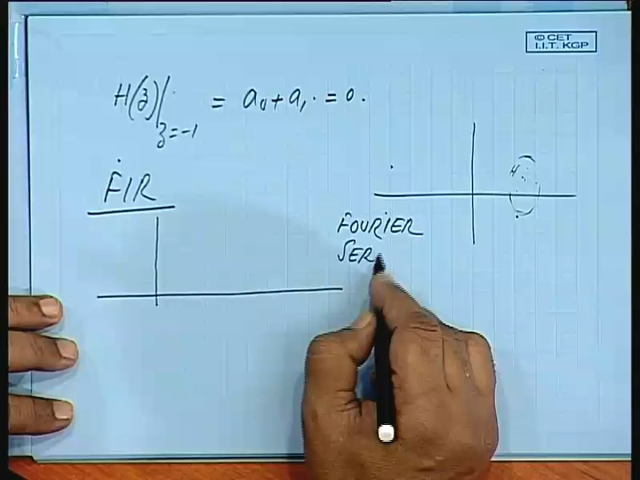 © CET
I.I.T. KGP
H(z)|z=-1 = a0 + a1 = 0.
FIR
FOURIER
SER